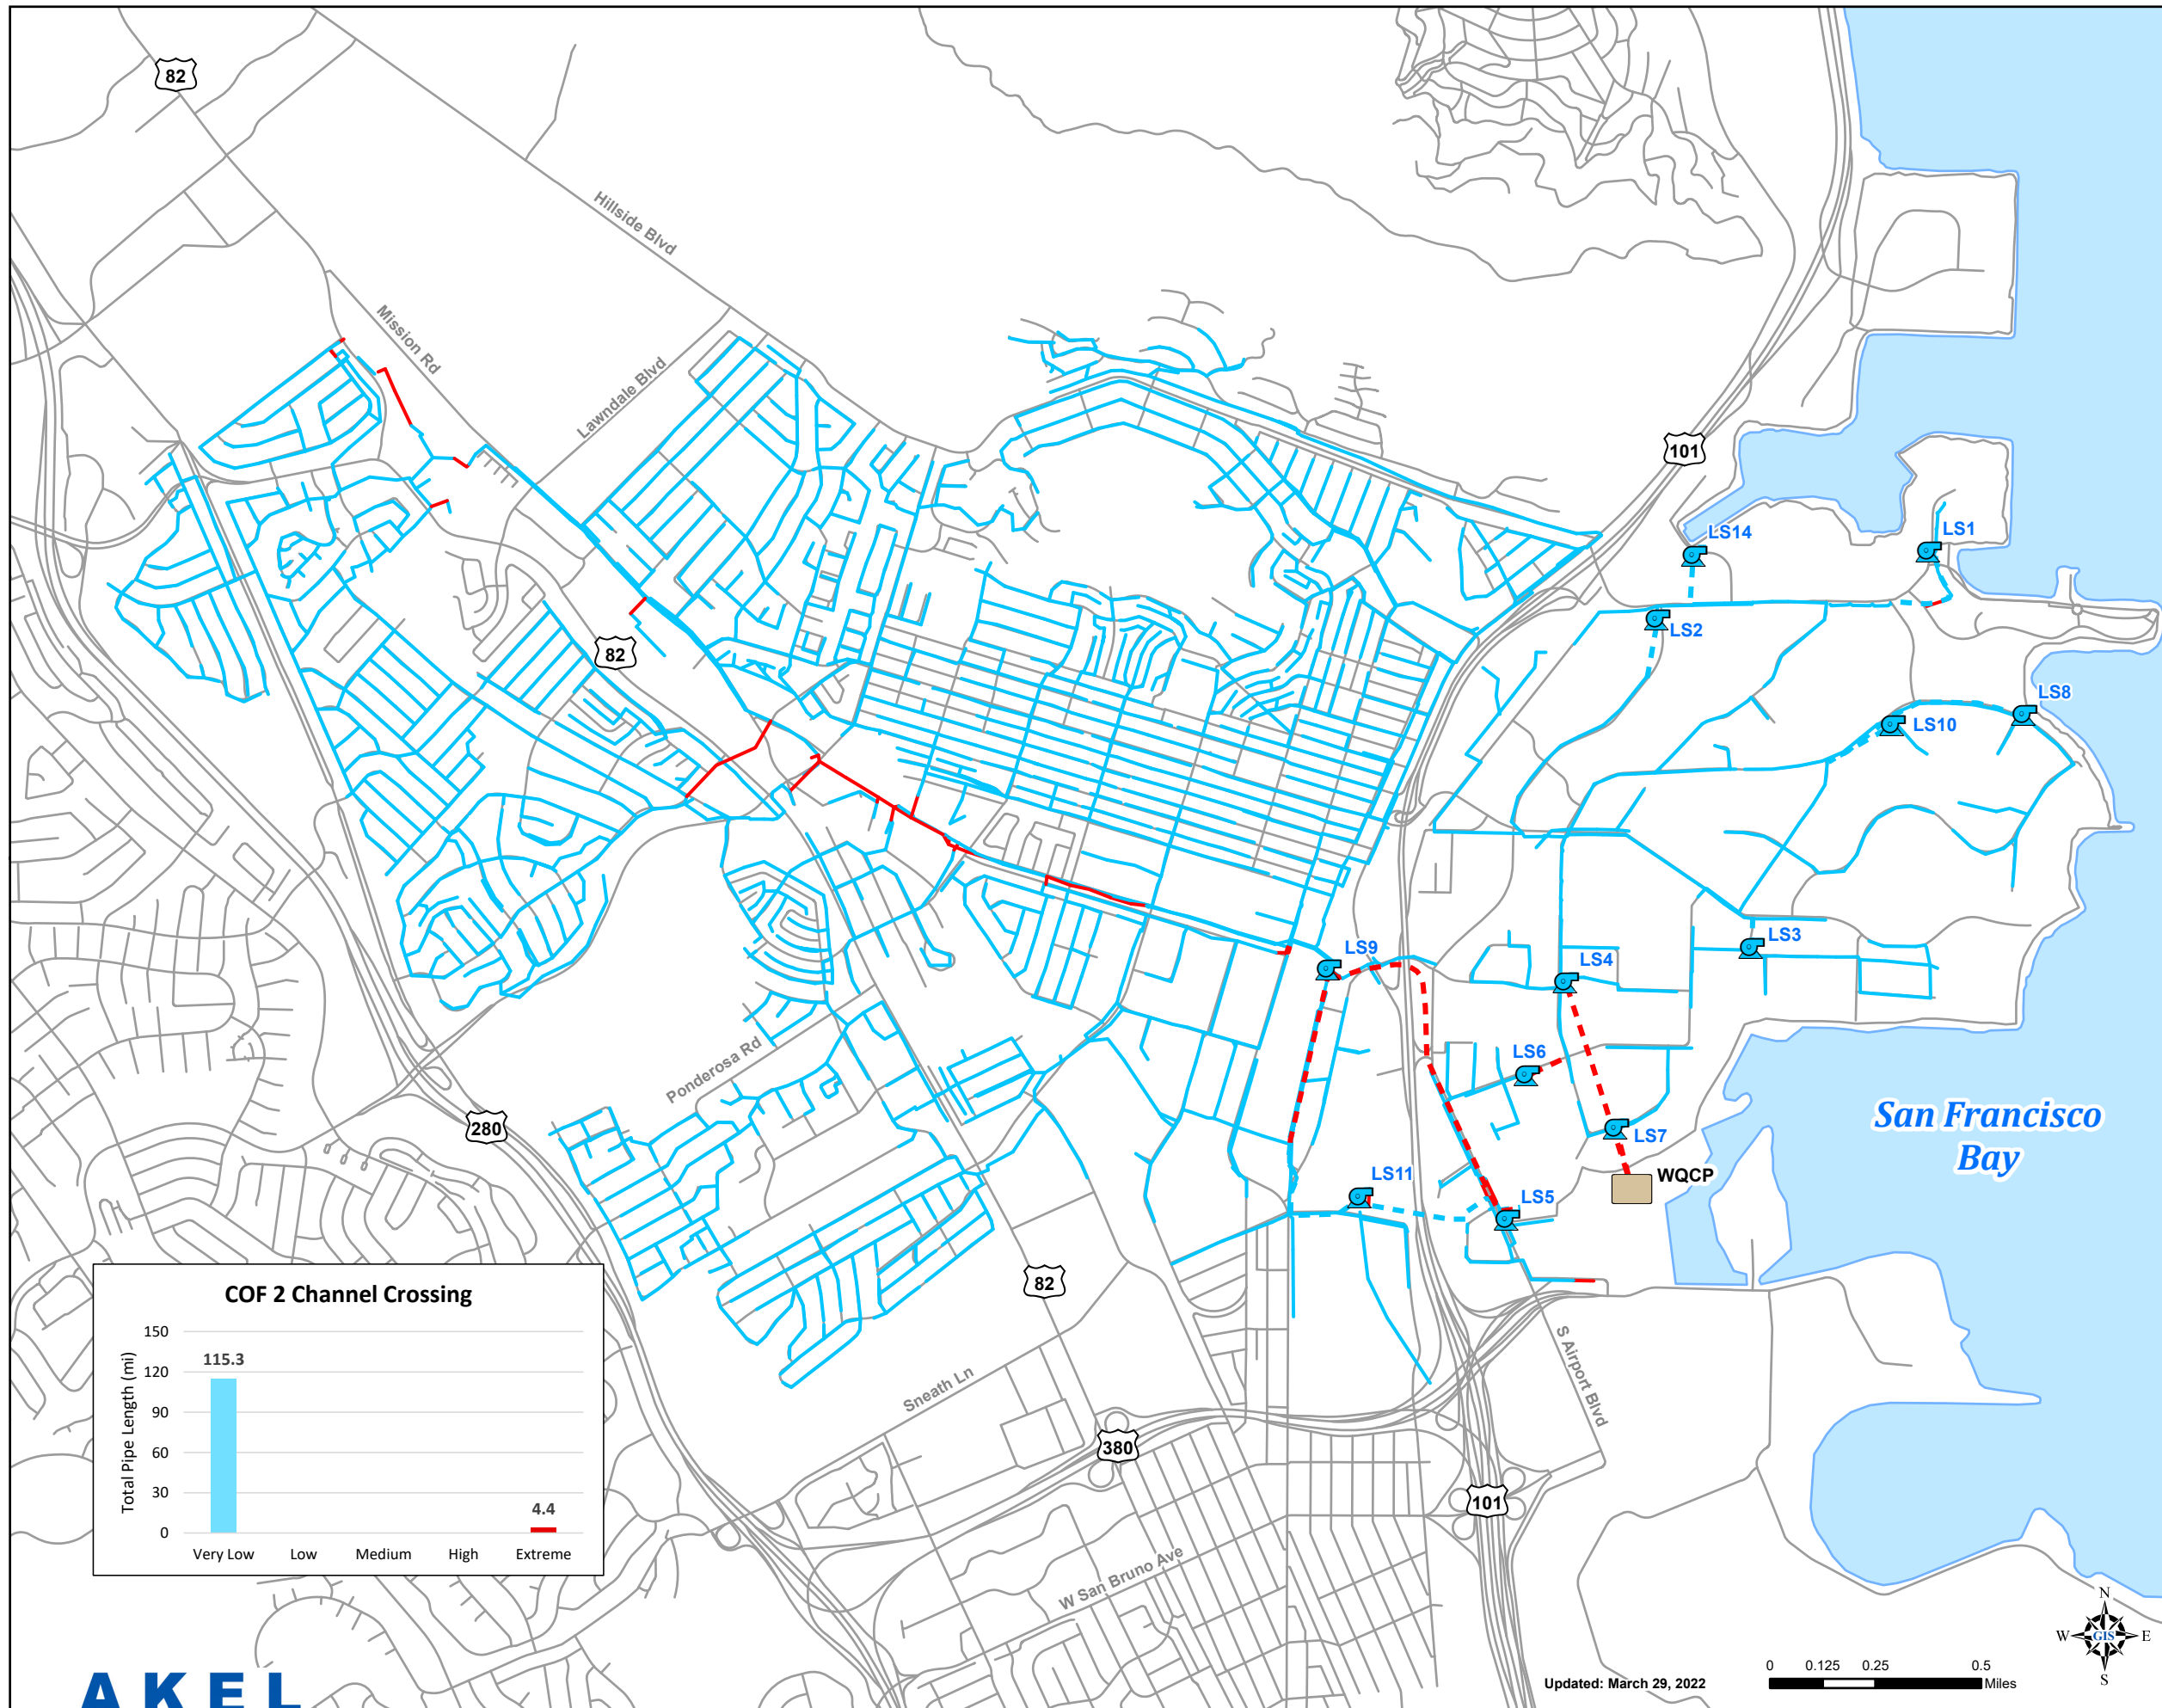 82
Hillside Blvd
Mission Rd
Lawndale Blvd
101
LS14
LS1
LS2
82
LS8
LS10
LS3
LS9
LS4
LS6
Ponderosa Rd
280
San Francisco
Bay
LS7
WQCP
LS11
LS5
82
S Airport Blvd
Sneath Ln
380
101
W San Bruno Ave
COF 2 Channel Crossing
Total Pipe Length (mi)
150
120
90
60
30
0
115.3
4.4
Very Low
Low
Medium
High
Extreme
AKEL
Updated: March 29, 2022
0 0.125 0.25 0.5
Miles
N
W GIS E
S